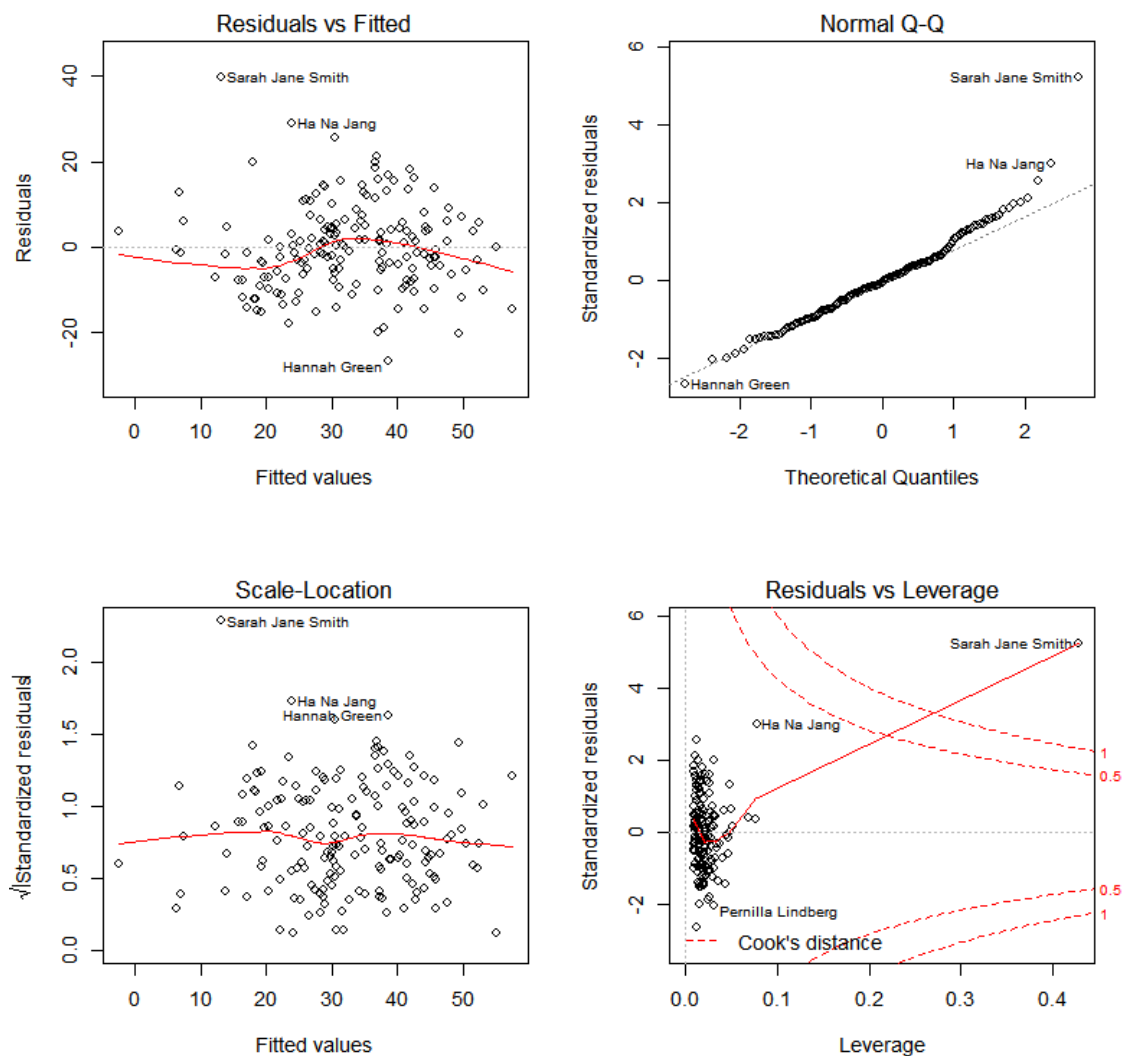 Residuals vs Fitted
Residuals
40
20
0
-20
Sarah Jane Smith
Ha Na Jang
Hannah Green
0 10 20 30 40 50
Fitted values
Normal Q-Q
Standardized residuals
6
4
2
0
-2
Sarah Jane Smith
Ha Na Jang
Hannah Green
-2 -1 0 1 2
Theoretical Quantiles
Scale-Location
√|Standardized residuals|
2.0
1.5
1.0
0.5
0.0
Sarah Jane Smith
Ha Na Jang
Hannah Green
0 10 20 30 40 50
Fitted values
Residuals vs Leverage
Standardized residuals
6
4
2
0
-2
Sarah Jane Smith
Ha Na Jang
1
0.5
0.5
1
Pernilla Lindberg
Cook's distance
0.0 0.1 0.2 0.3 0.4
Leverage